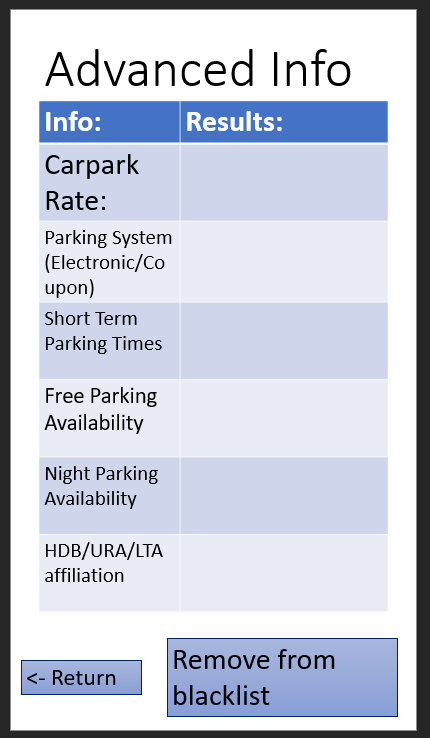 Advanced Info
Info: Results:
Carpark
Rate:
Parking System
(Electronic/Co
upon)
Short Term
Parking Times
Free Parking
Availability
Night Parking
Availability
HDB/URA/LTA
affiliation
<- Return
Remove from
blacklist